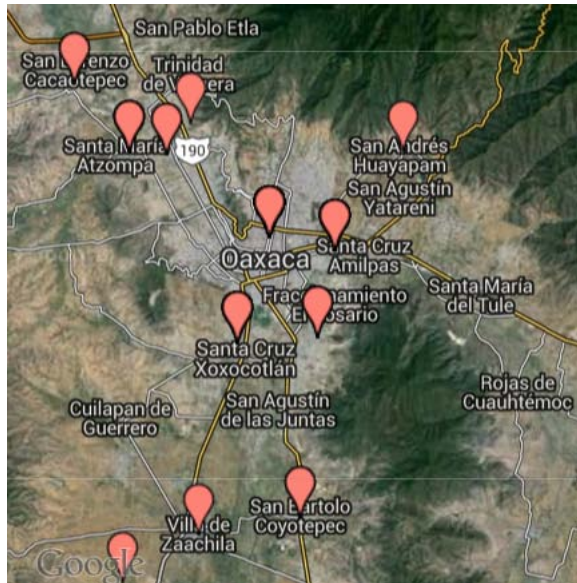 San Pablo Etla
San Lorenzo
Cacaotepec
Trinidad
de Viguera
Santa María
Atzompa
190
San Andrés
Huayapam
San Agustín
Yatareni
Oaxaca
Santa Cruz
Amilpas
Santa María
del Tule
Fraccionamiento
El Rosario
Santa Cruz
Xoxocotlán
Rojas de
Cuauhtémoc
Cuilapan de
Guerrero
San Agustín
de las Juntas
San Bartolo
Coyotepec
Villa de
Zaachila
Google